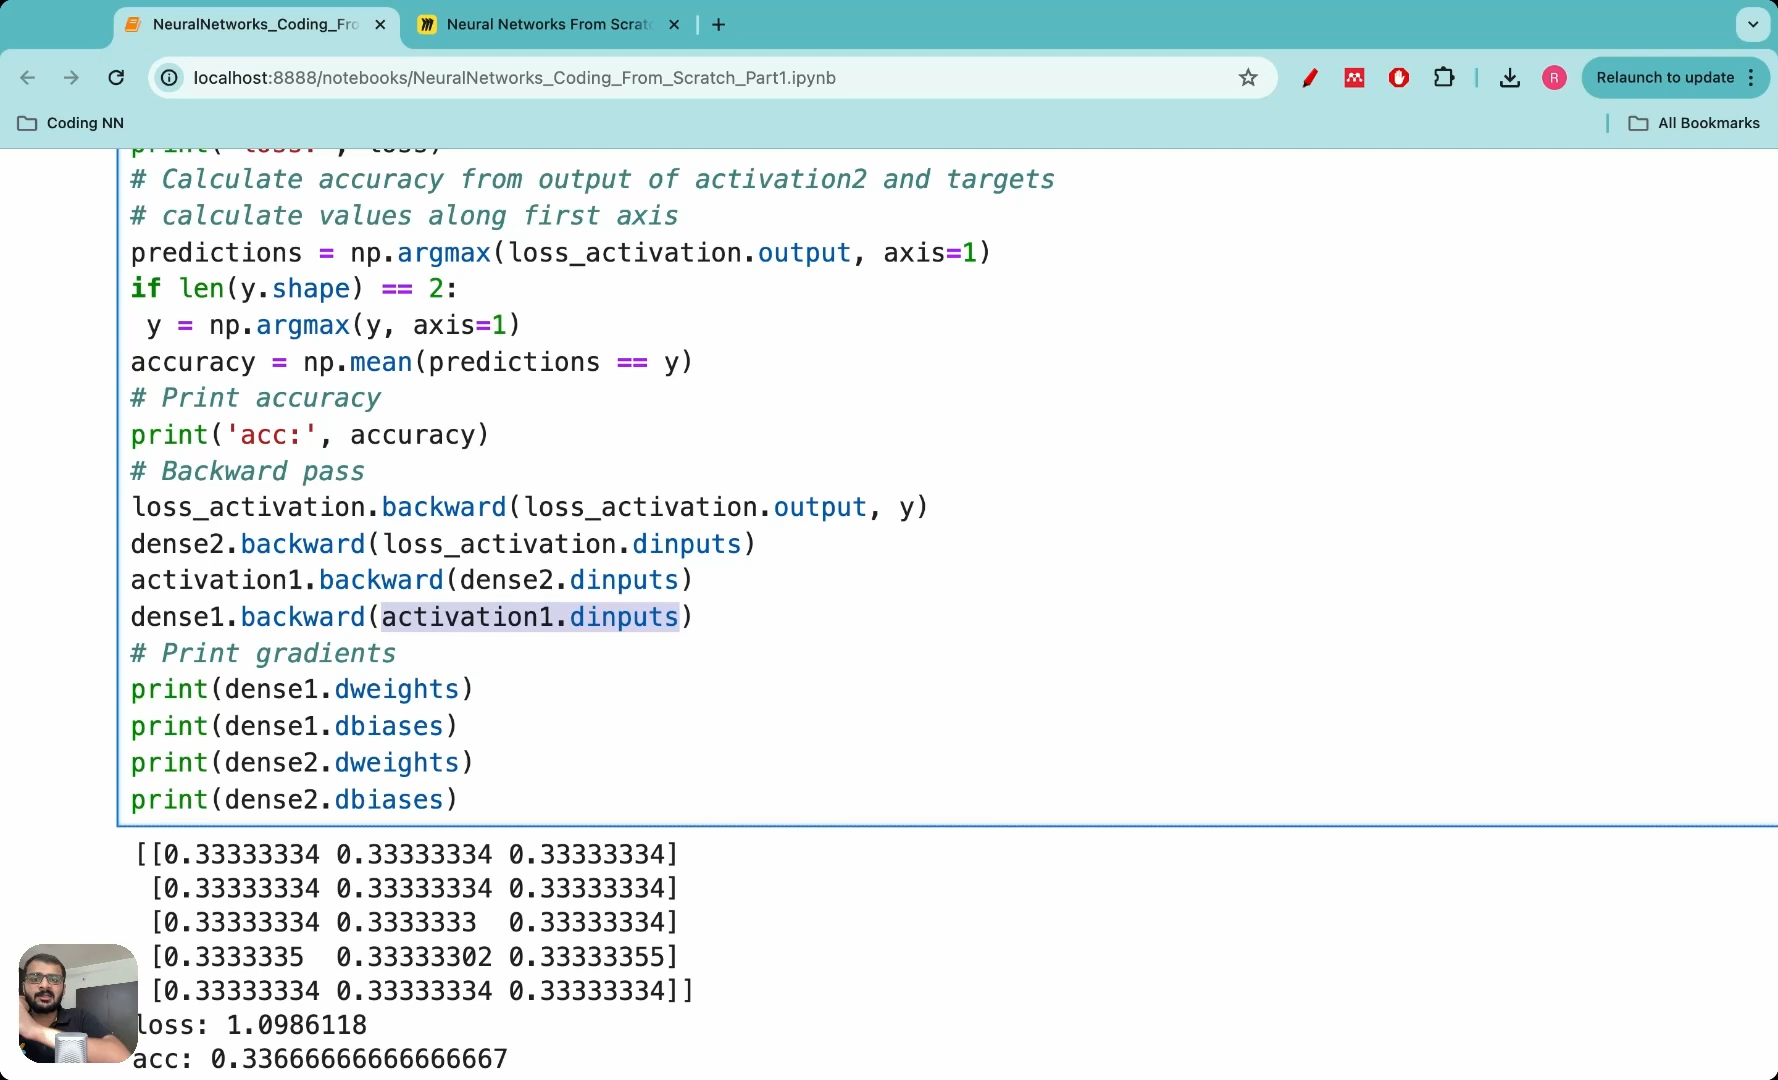 NeuralNetworks_Coding_Fro
Neural Networks From Scrat
localhost:8888/notebooks/NeuralNetworks_Coding_From_Scratch_Part1.ipynb
R
Relaunch to update
Coding NN
All Bookmarks
print( 'loss:', loss)
# Calculate accuracy from output of activation2 and targets
# calculate values along first axis
predictions = np.argmax(loss_activation.output, axis=1)
if len(y.shape) == 2:
y = np.argmax(y, axis=1)
accuracy = np.mean(predictions == y)
# Print accuracy
print('acc:', accuracy)
# Backward pass
loss_activation.backward(loss_activation.output, y)
dense2.backward(loss_activation.dinputs)
activation1.backward(dense2.dinputs)
dense1.backward(activation1.dinputs)
# Print gradients
print(dense1.dweights)
print(dense1.dbiases)
print(dense2.dweights)
print(dense2.dbiases)
[[0.33333334 0.33333334 0.33333334]
[0.33333334 0.33333334 0.33333334]
[0.33333334 0.3333333 0.33333334]
[0.3333335 0.33333302 0.33333355]
[0.33333334 0.33333334 0.33333334]]
loss: 1.0986118
acc: 0.33666666666666667